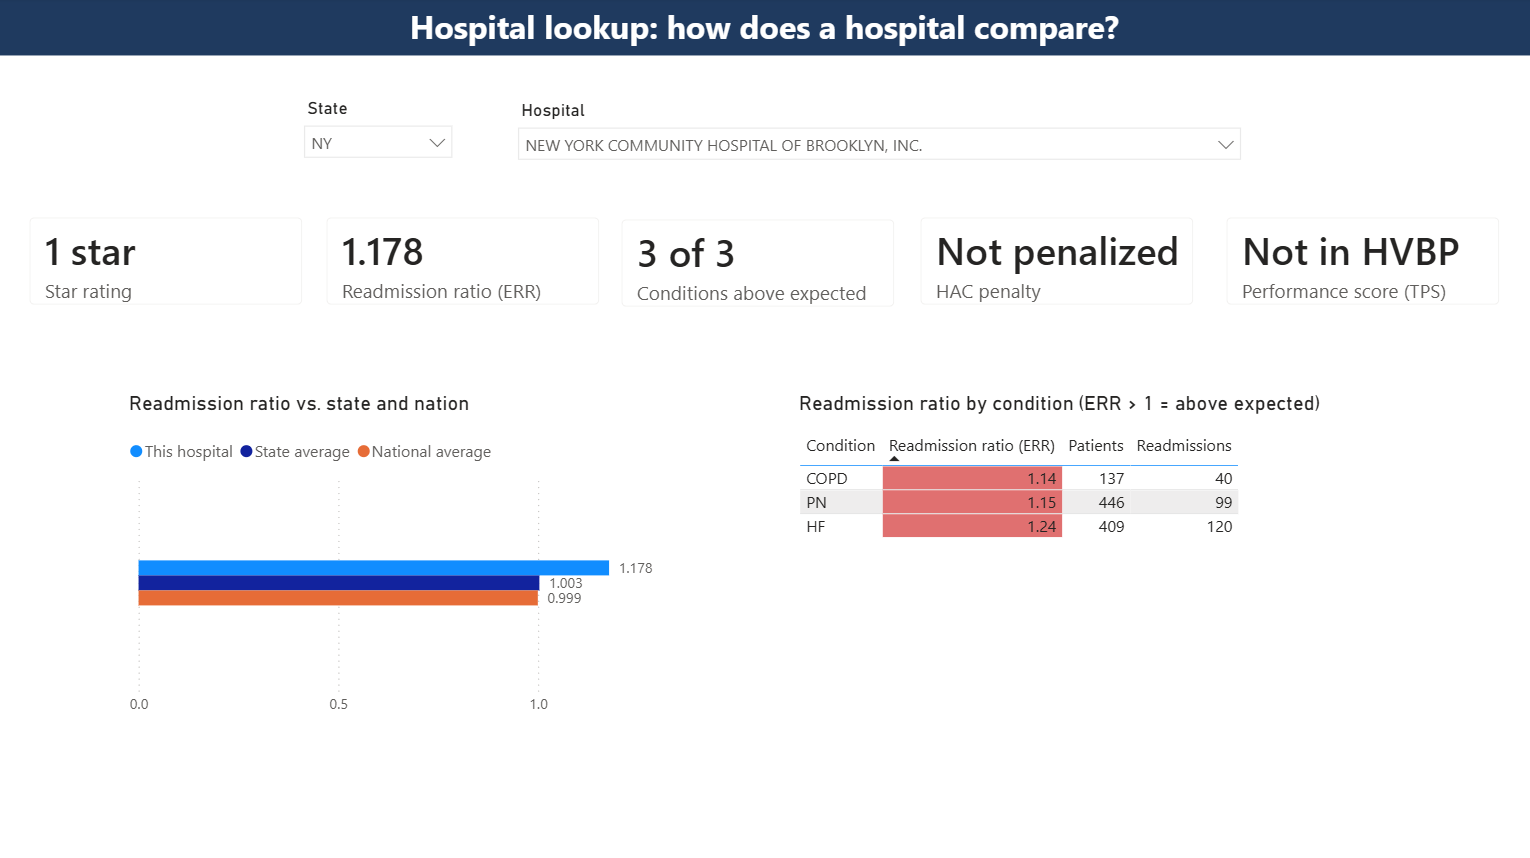 Hospital lookup: how does a hospital compare?
State
NY
Hospital
NEW YORK COMMUNITY HOSPITAL OF BROOKLYN, INC.
1 star
Star rating
1.178
Readmission ratio (ERR)
3 of 3
Conditions above expected
Not penalized
HAC penalty
Not in HVBP
Performance score (TPS)
Readmission ratio vs. state and nation
This hospital State average National average
1.178
1.003
0.999
0.0 0.5 1.0
Readmission ratio by condition (ERR > 1 = above expected)
Condition Readmission ratio (ERR) Patients Readmissions
COPD 1.14 137 40
PN 1.15 446 99
HF 1.24 409 120